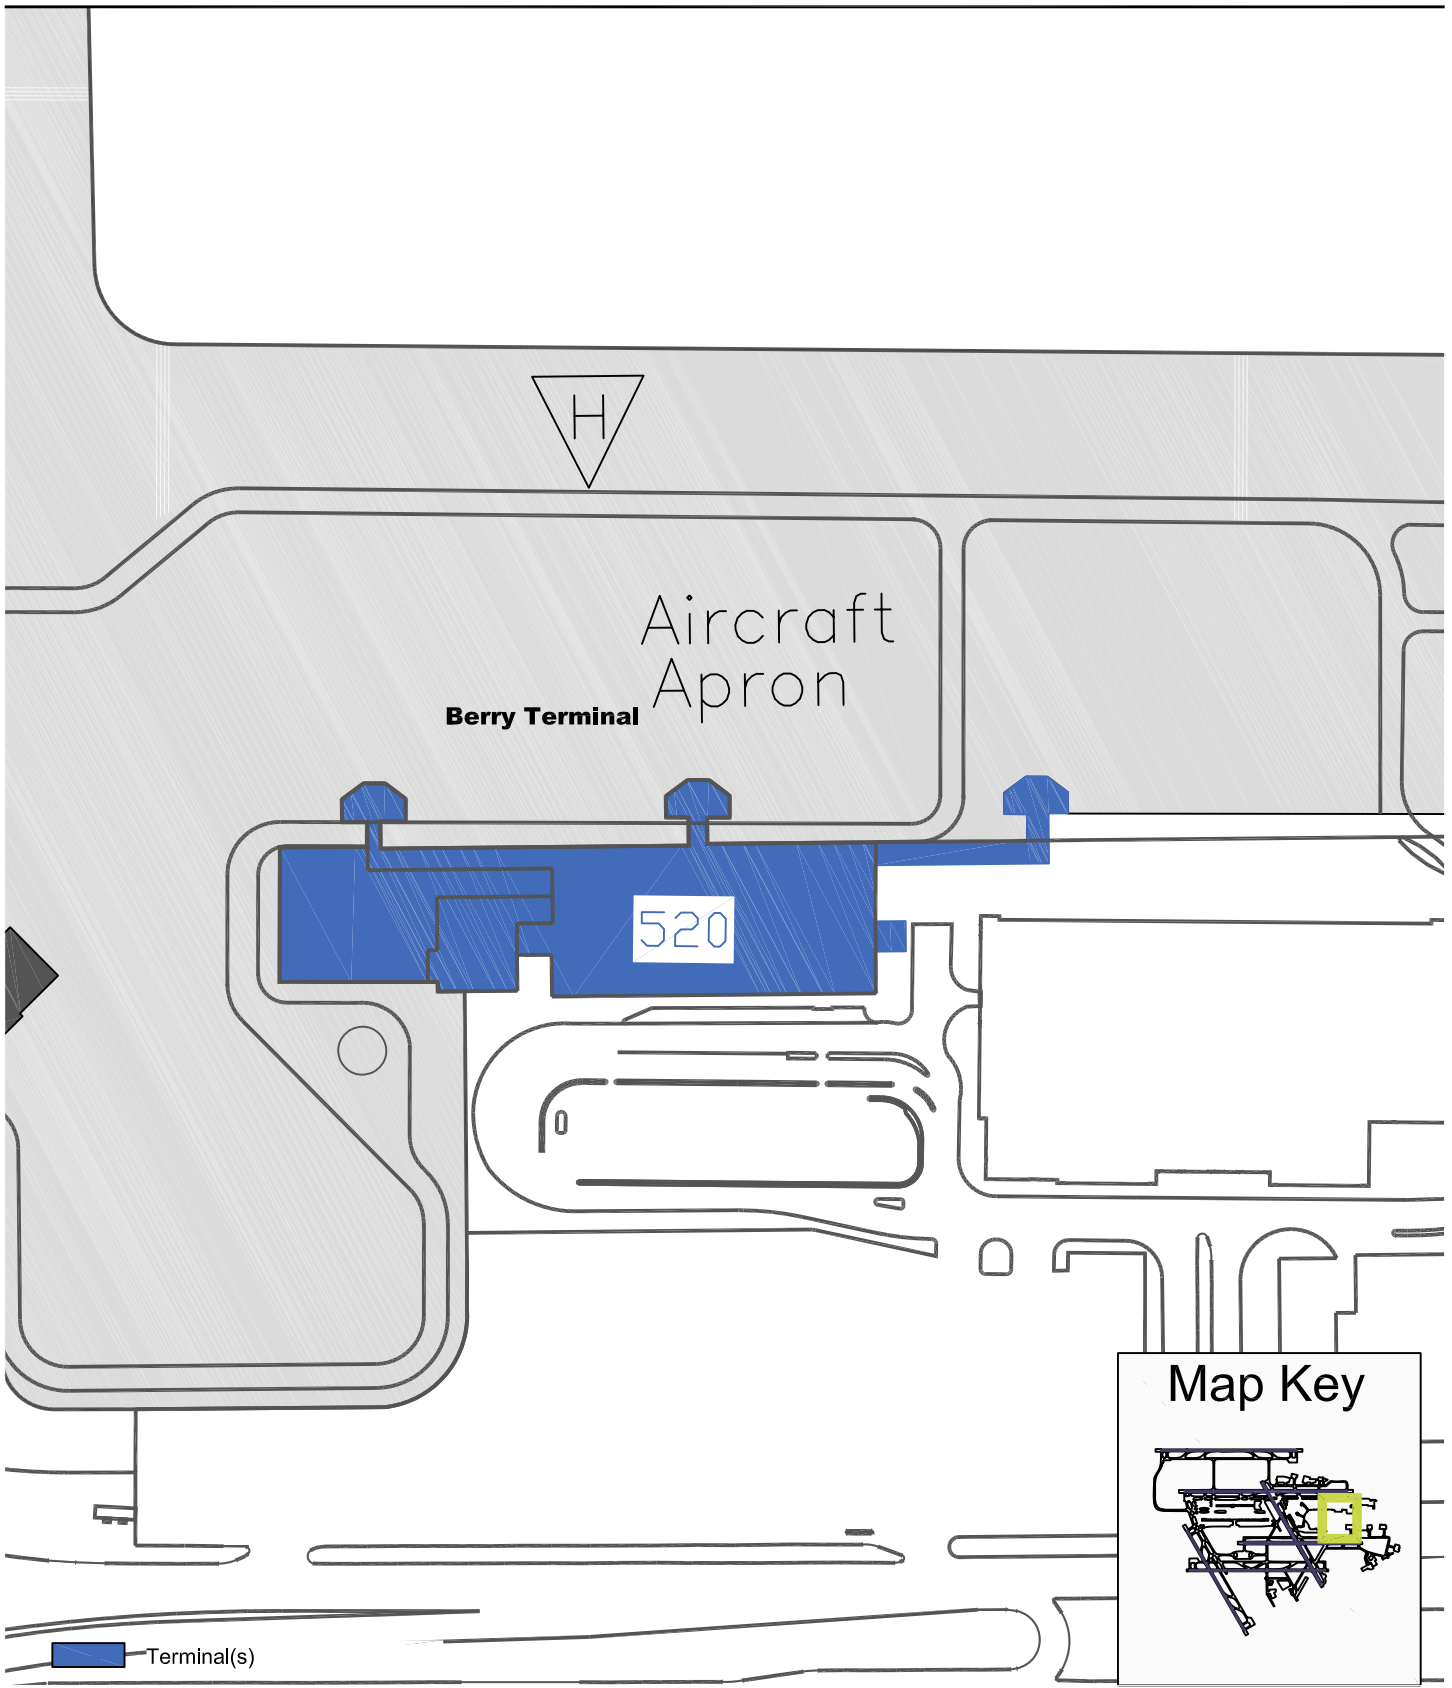 H
Aircraft
Apron
Berry Terminal
520
Map Key
Terminal(s)